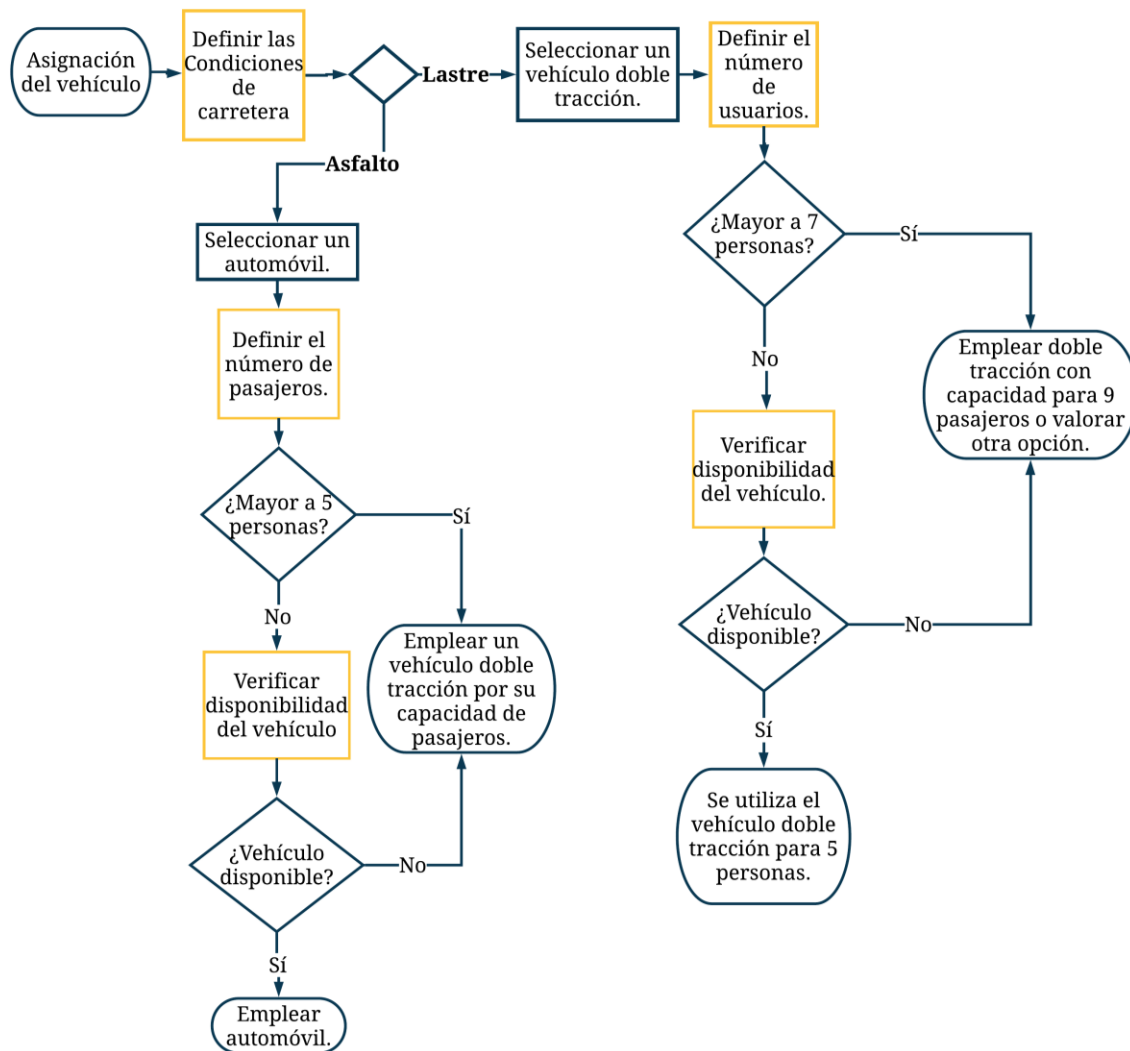 Asignación
del vehículo
Definir las
Condiciones
de
carretera
Lastre
Seleccionar un
vehículo doble
tracción.
Definir el
número
de
usuarios.
Asfalto
Seleccionar un
automóvil.
Definir el
número de
pasajeros.
¿Mayor a 5
personas?
Sí
No
Verificar
disponibilidad
del vehículo
Emplear un
vehículo doble
tracción por su
capacidad de
pasajeros.
¿Vehículo
disponible?
No
Sí
Emplear
automóvil.
¿Mayor a 7
personas?
Sí
No
Emplear doble
tracción con
capacidad para 9
pasajeros o valorar
otra opción.
Verificar
disponibilidad
del vehículo.
¿Vehículo
disponible?
No
Sí
Se utiliza el
vehículo doble
tracción para 5
personas.